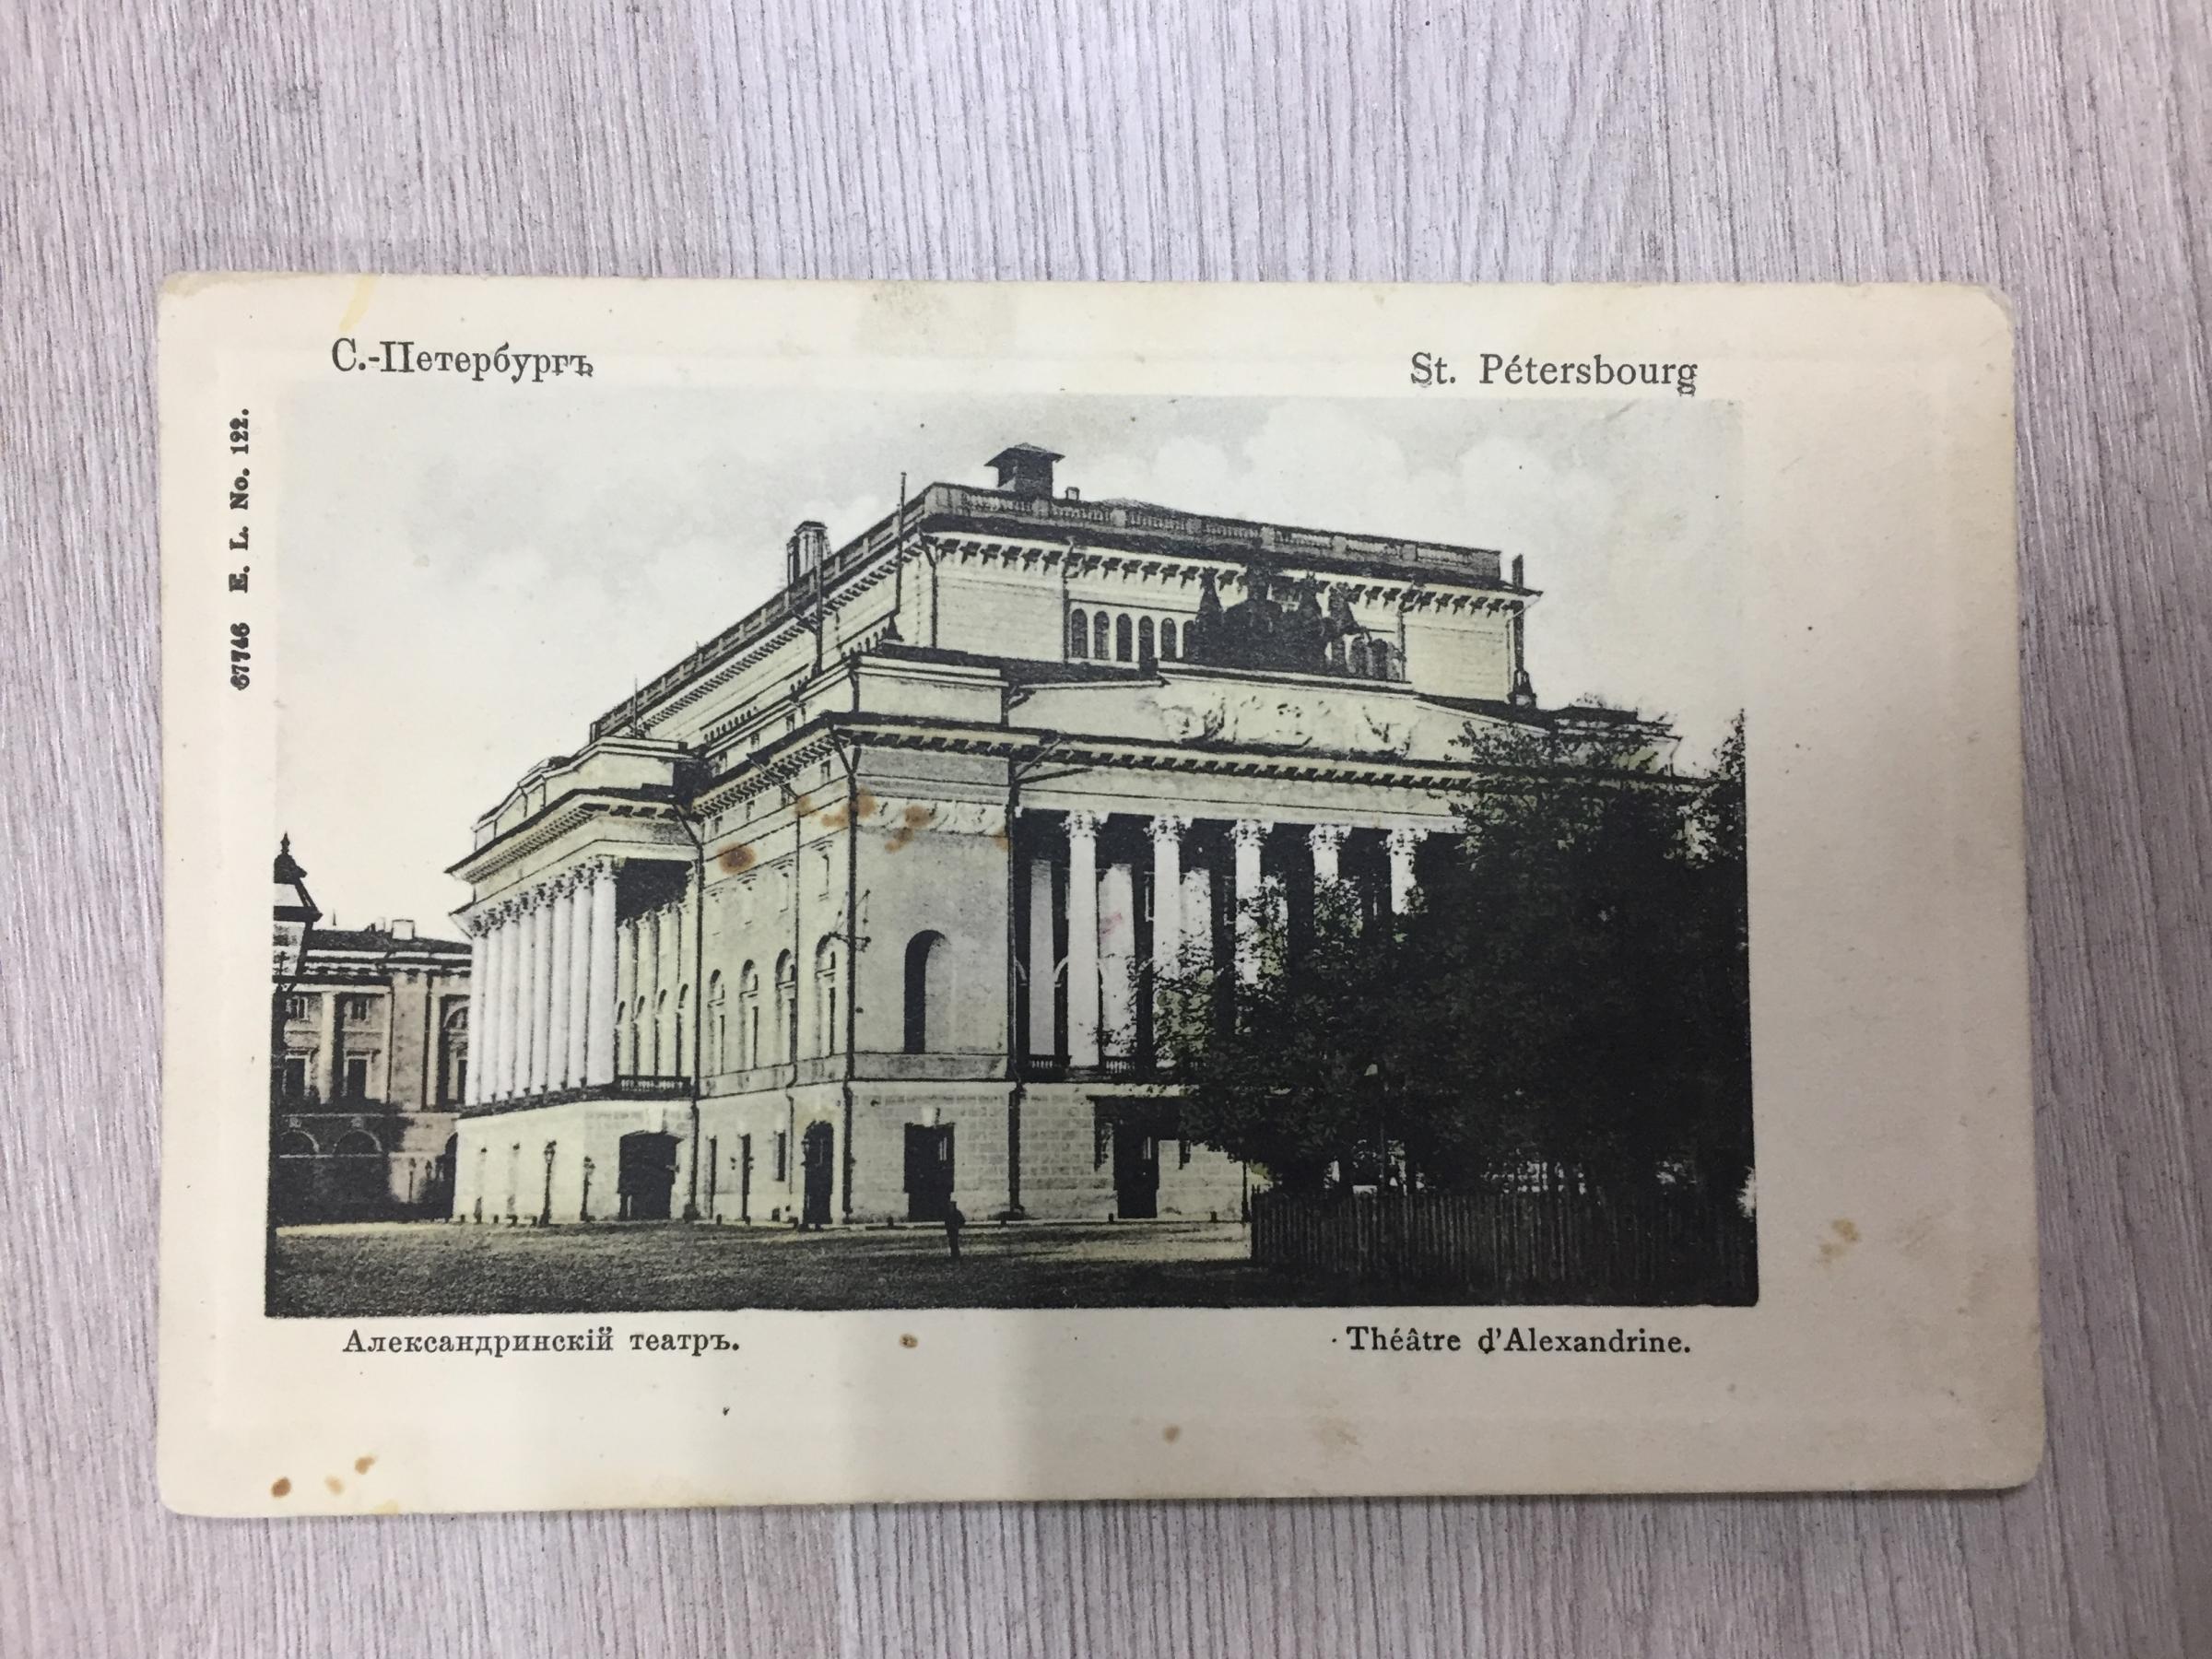 С.-Петербургъ
St. Pétersbourg
67746 E. L. No. 122.
Александринскій театръ.
Théâtre d'Alexandrine.